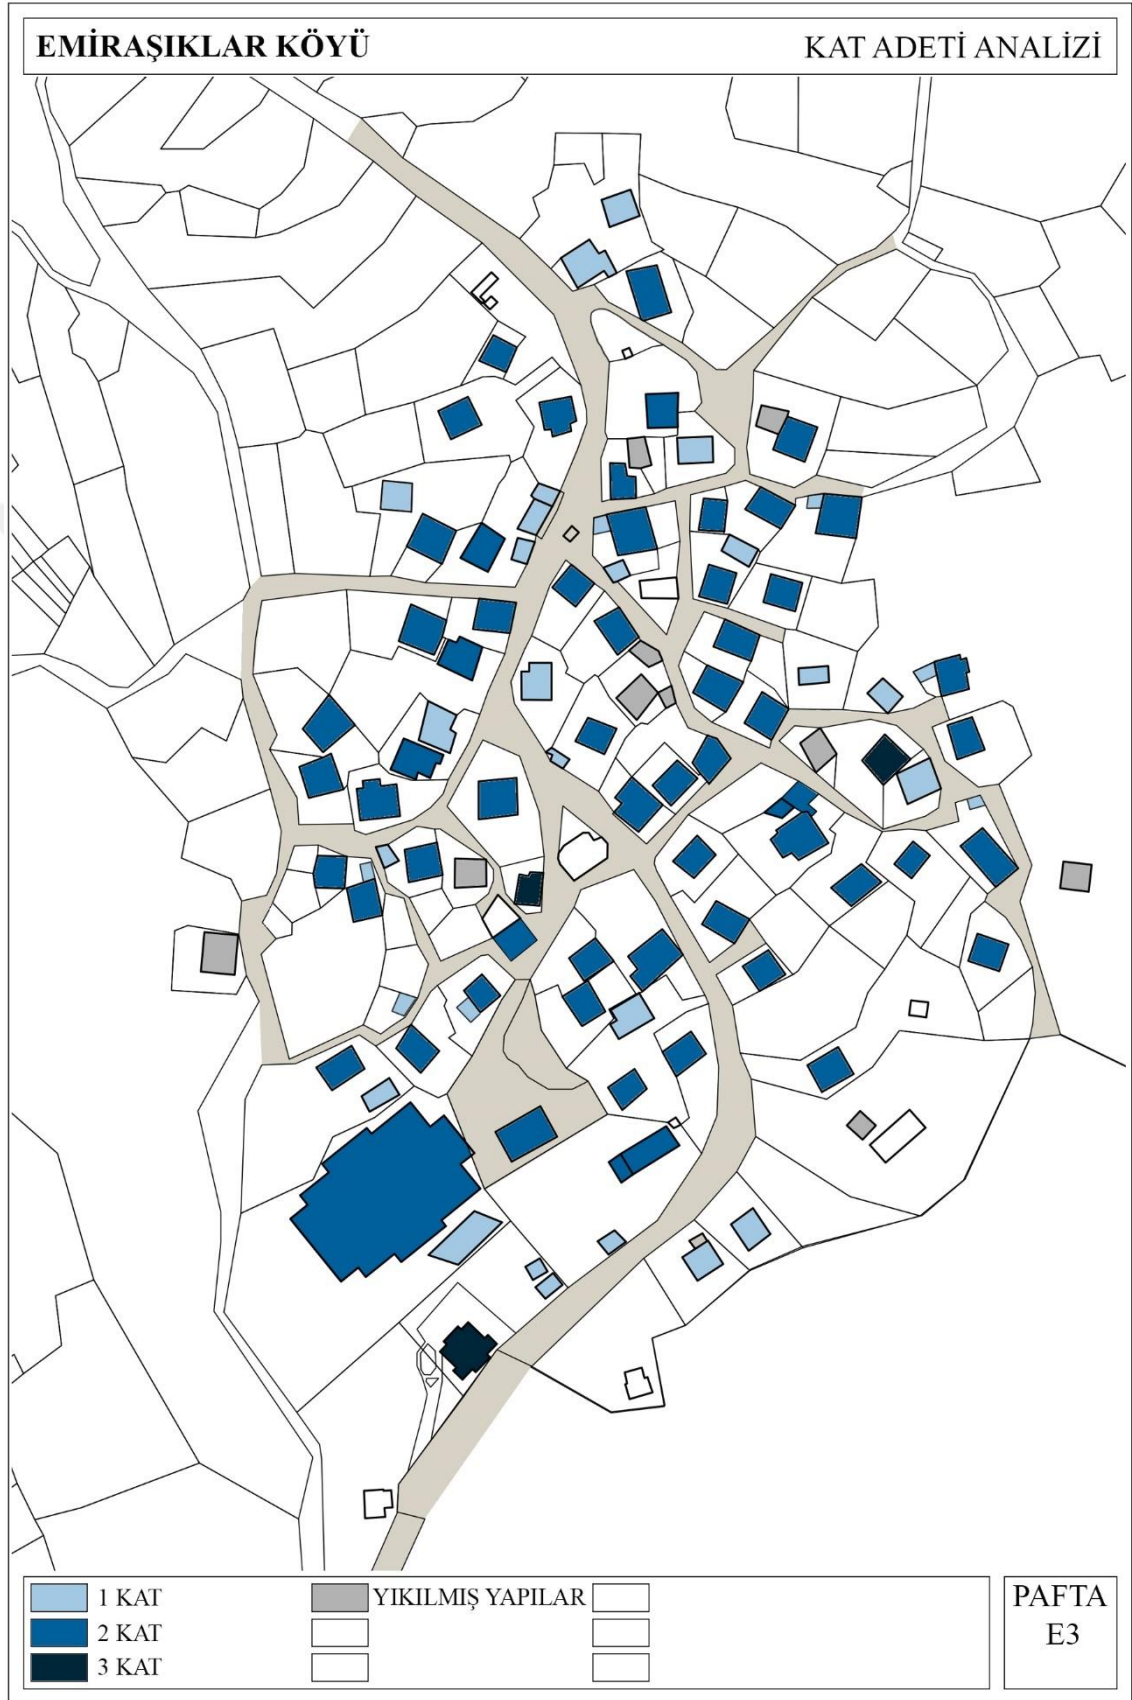 EMİRAŞIKLAR KÖYÜ
KAT ADETİ ANALİZİ
1 KAT
2 KAT
3 KAT
YIKILMIŞ YAPILAR
PAFTA
E3